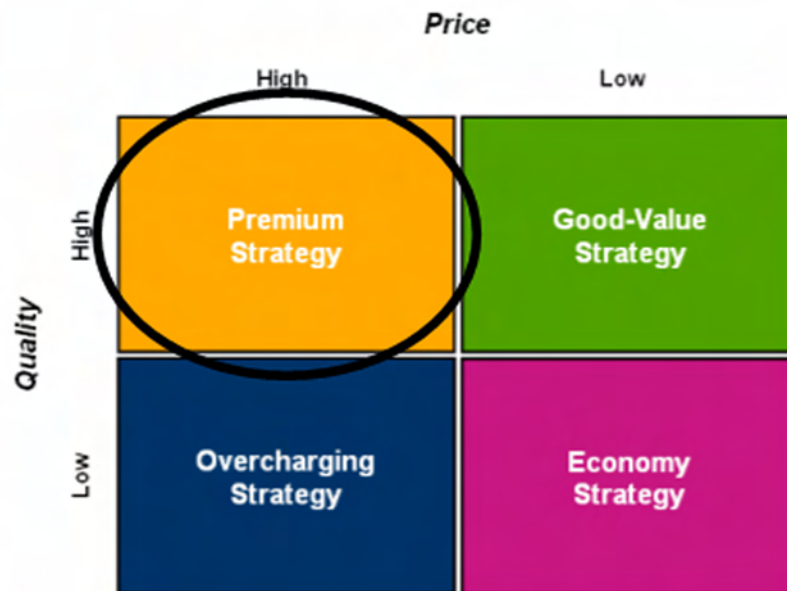 Price
High
Low
Quality
High
Premium
Strategy
Good-Value
Strategy
Low
Overcharging
Strategy
Economy
Strategy